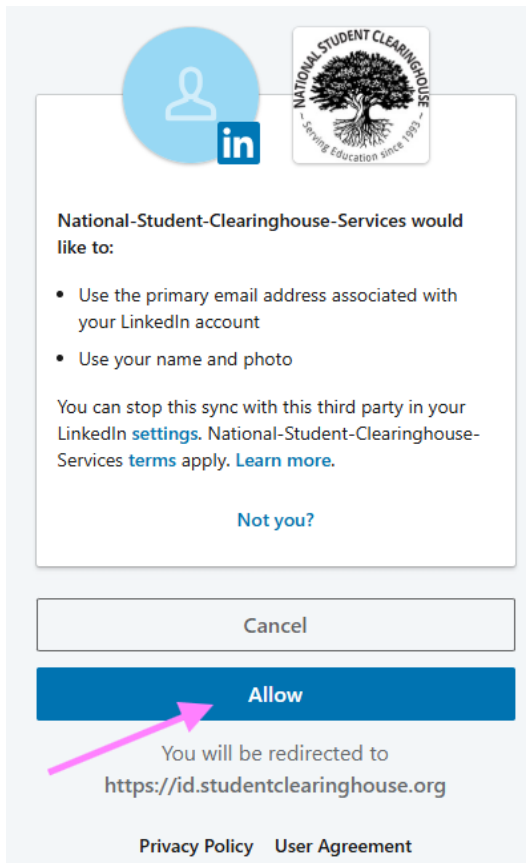 NATIONAL STUDENT CLEARINGHOUSE
~ Serving Education since 1993 ~
in
National-Student-Clearinghouse-Services would
like to:
• Use the primary email address associated with
your LinkedIn account
• Use your name and photo
You can stop this sync with this third party in your
LinkedIn settings. National-Student-Clearinghouse-
Services terms apply. Learn more.
Not you?
Cancel
Allow
You will be redirected to
https://id.studentclearinghouse.org
Privacy Policy User Agreement